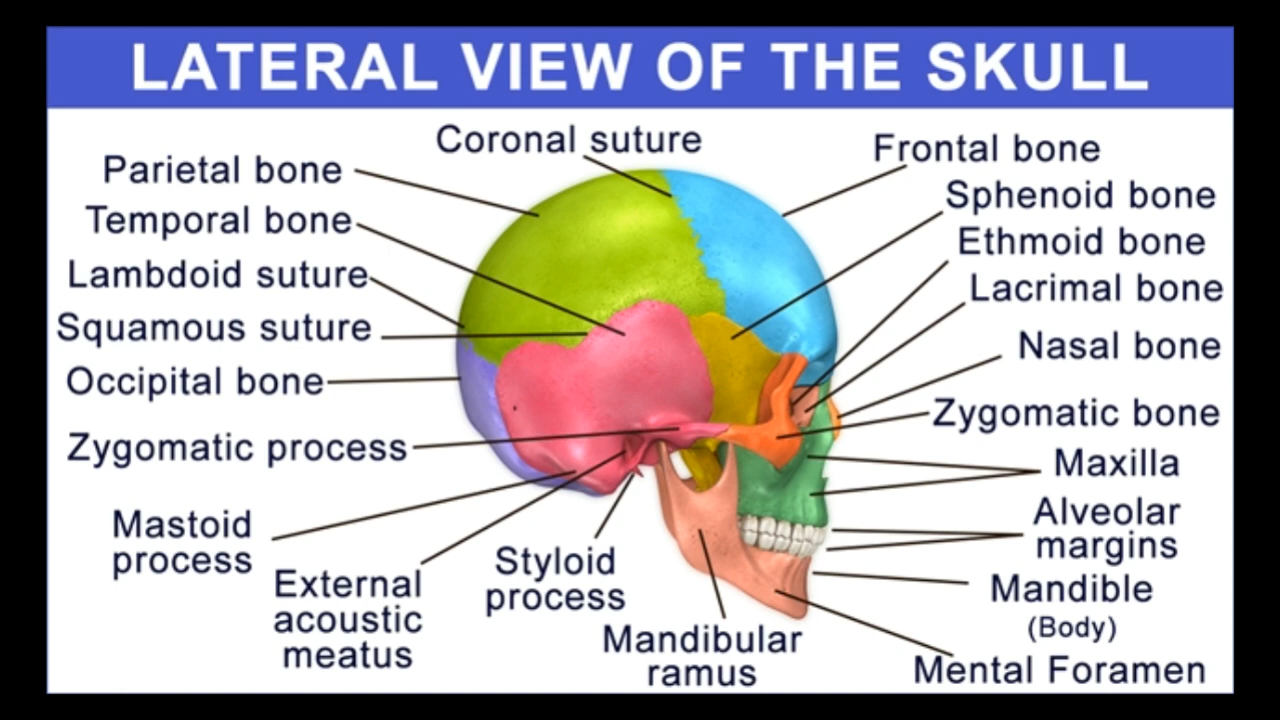 LATERAL VIEW OF THE SKULL
Coronal suture
Parietal bone
Temporal bone
Lambdoid suture
Squamous suture
Occipital bone
Zygomatic process
Mastoid
process
External
acoustic
meatus
Styloid
process
Mandibular
ramus
Frontal bone
Sphenoid bone
Ethmoid bone
Lacrimal bone
Nasal bone
Zygomatic bone
Maxilla
Alveolar
margins
Mandible
(Body)
Mental Foramen